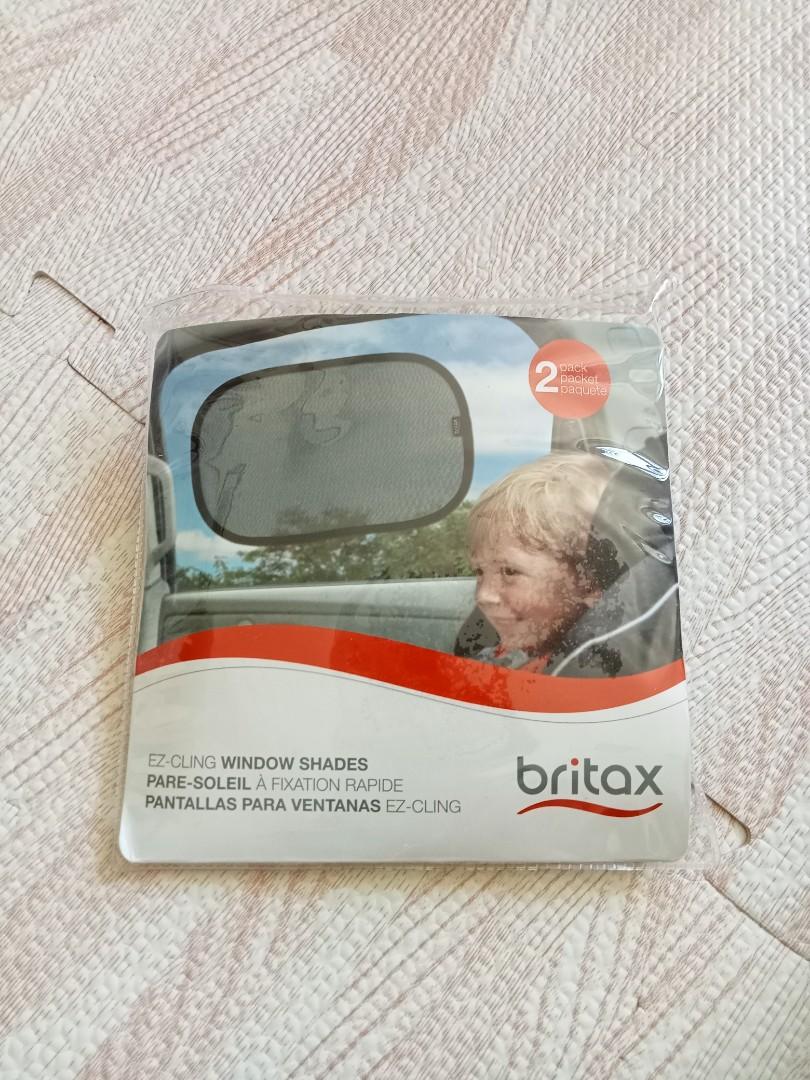 2
pack
packet
paquete
EZ-CLING WINDOW SHADES
PARE-SOLEIL À FIXATION RAPIDE
PANTALLAS PARA VENTANAS EZ-CLING
britax